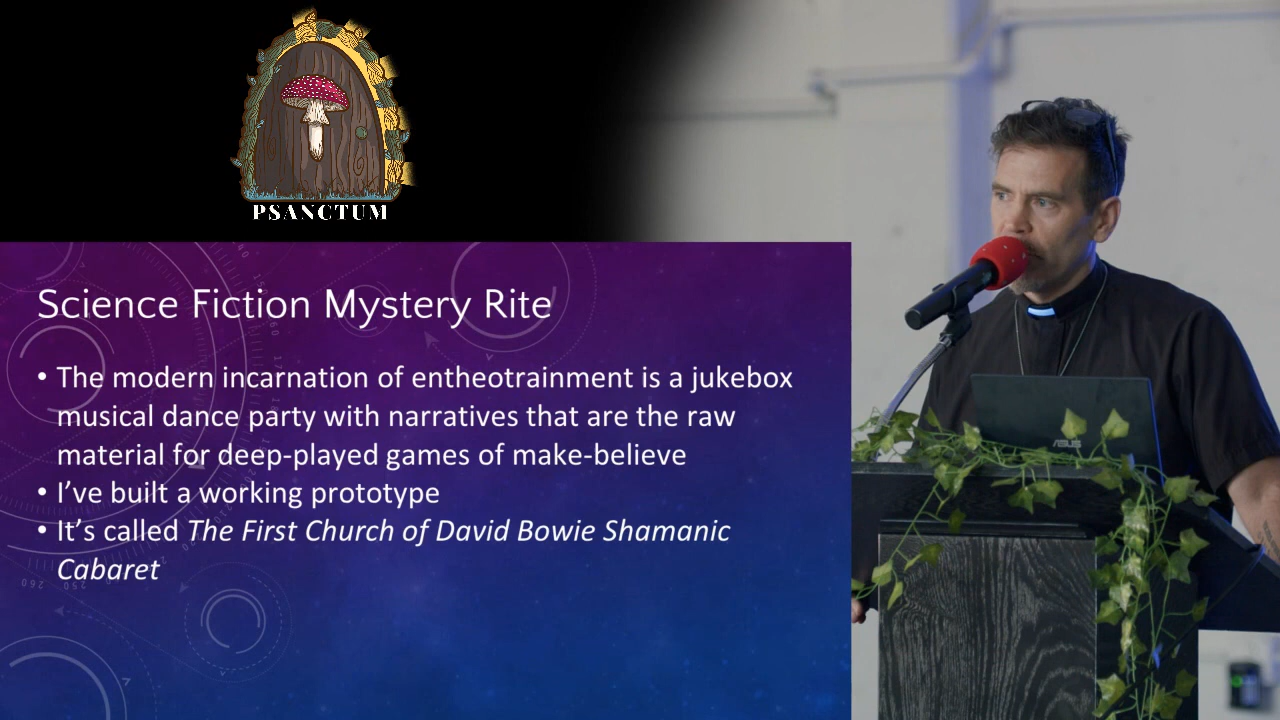 PSANCTUM
Science Fiction Mystery Rite
• The modern incarnation of entheotrainment is a jukebox
musical dance party with narratives that are the raw
material for deep-played games of make-believe
• I’ve built a working prototype
• It’s called The First Church of David Bowie Shamanic
Cabaret
ASUS